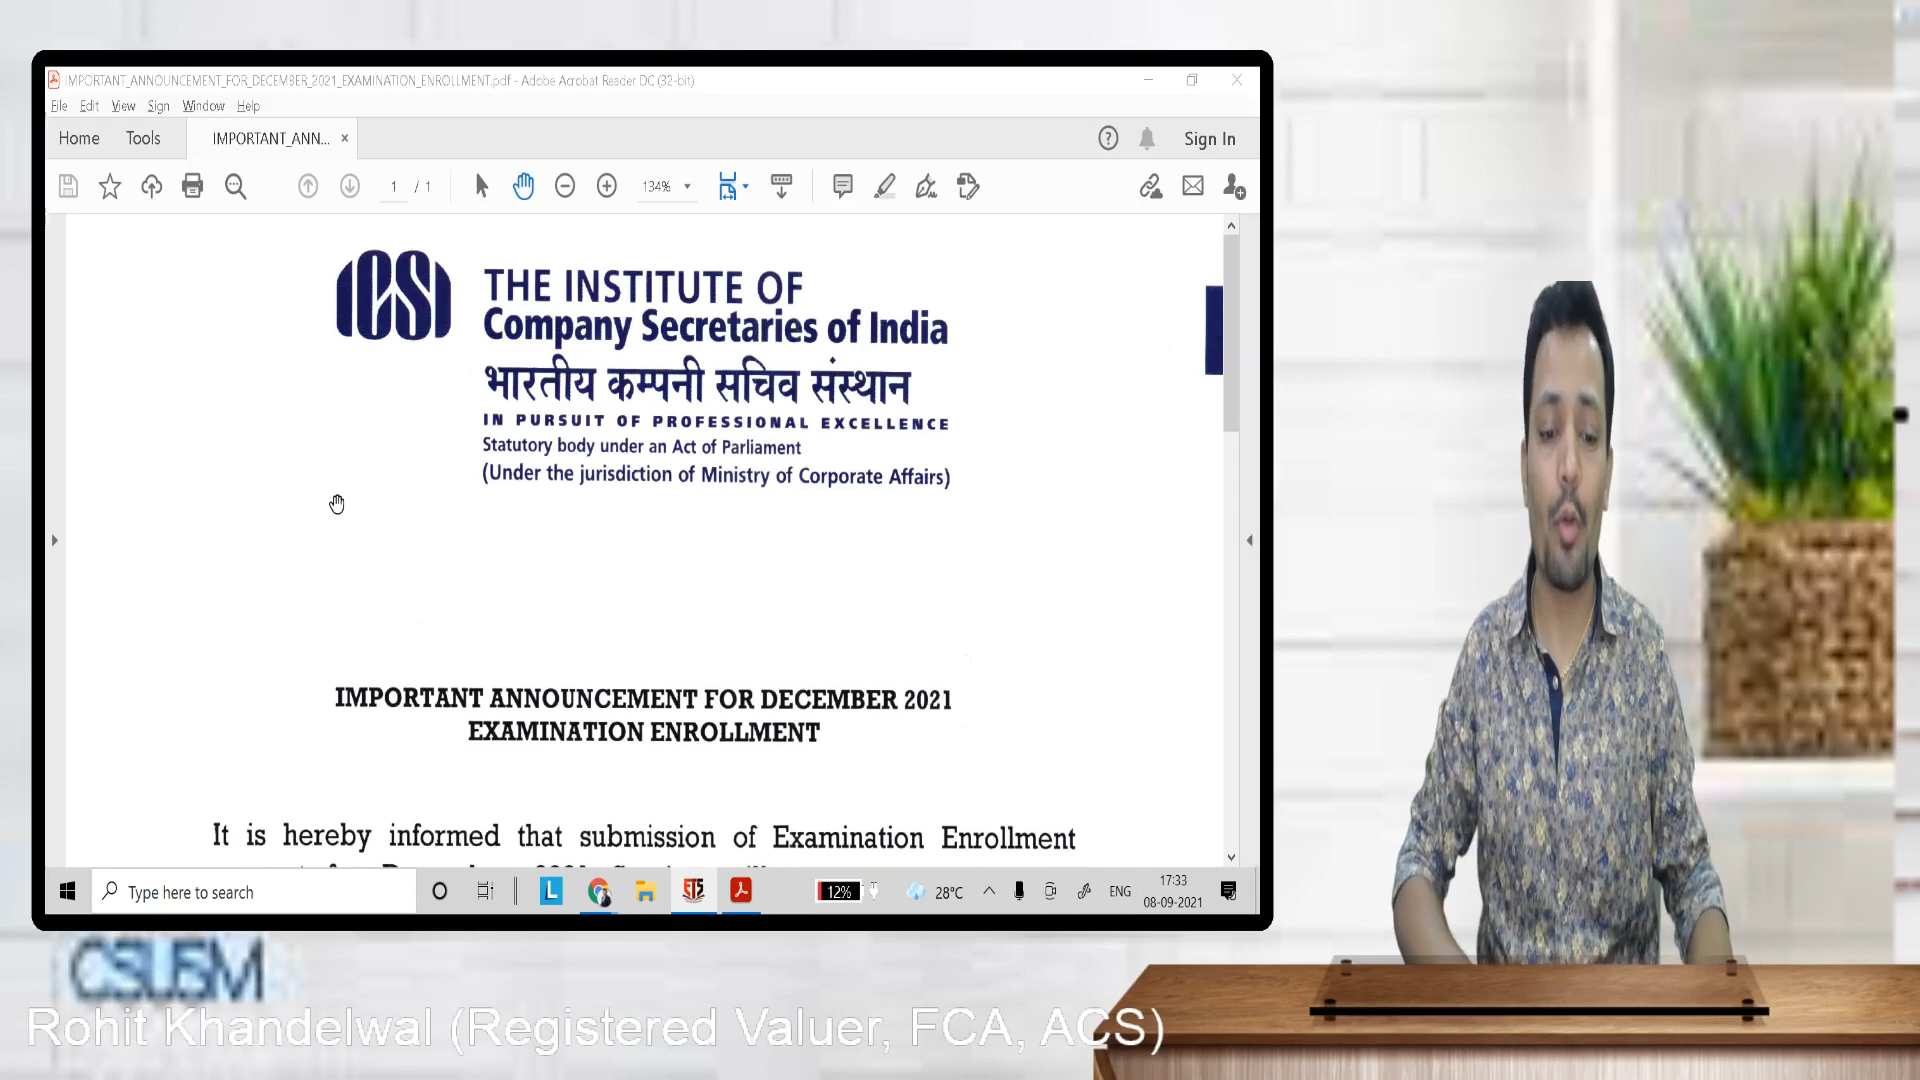 IMPORTANT_ANNOUNCEMENT_FOR_DECEMBER_2021_EXAMINATION_ENROLLMENT.pdf - Adobe Acrobat Reader DC (32-bit)
File Edit View Sign Window Help
Home Tools IMPORTANT_ANN... × Sign In
1 / 1 134%
ICSI
THE INSTITUTE OF
Company Secretaries of India
भारतीय कम्पनी सचिव संस्थान
IN PURSUIT OF PROFESSIONAL EXCELLENCE
Statutory body under an Act of Parliament
(Under the jurisdiction of Ministry of Corporate Affairs)
IMPORTANT ANNOUNCEMENT FOR DECEMBER 2021
EXAMINATION ENROLLMENT
It is hereby informed that submission of Examination Enrollment
Type here to search L 12% 28°C ENG 17:33
08-09-2021
Rohit Khandelwal (Registered Valuer, FCA, ACS)